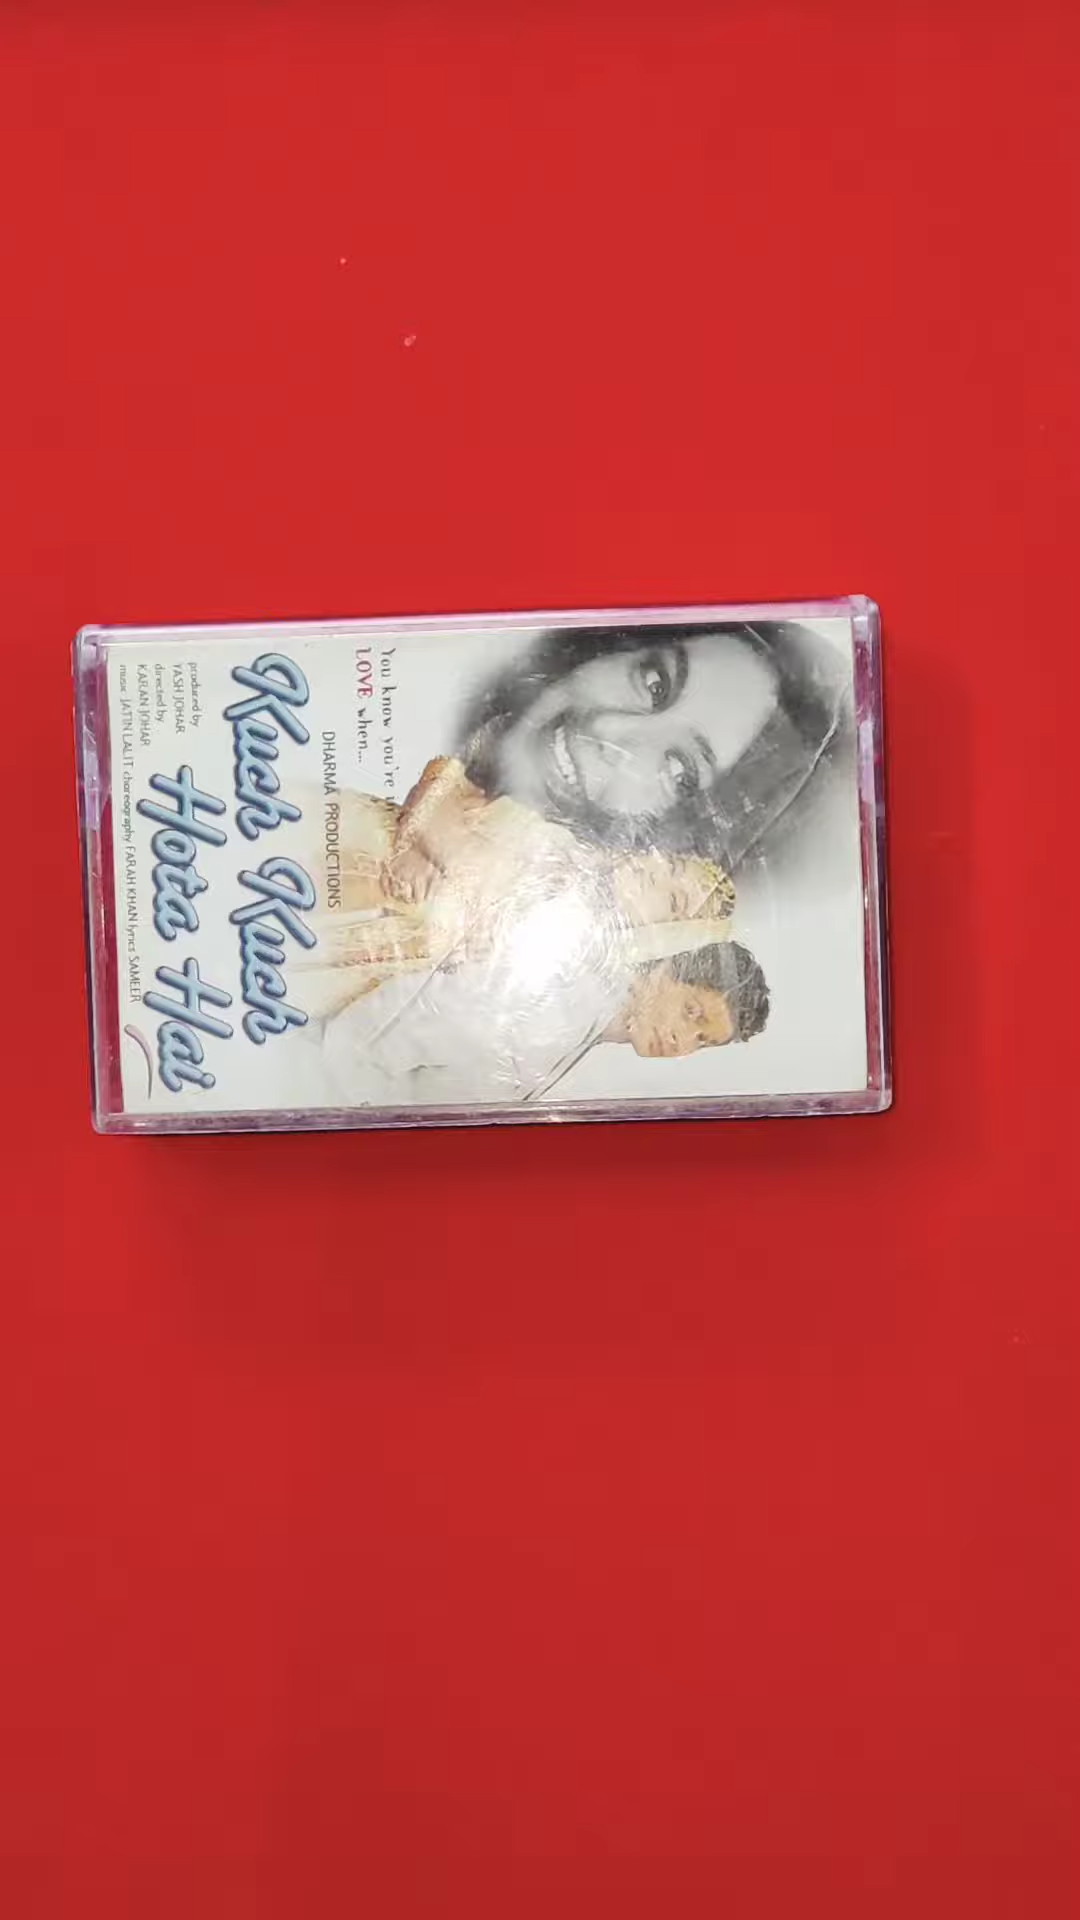 You know you're in
LOVE when...
DHARMA PRODUCTIONS
Kuch Kuch
Hota Hai
produced by
YASH JOHAR
directed by
KARAN JOHAR
music JATIN LALIT choreography FARAH KHAN lyrics SAMEER